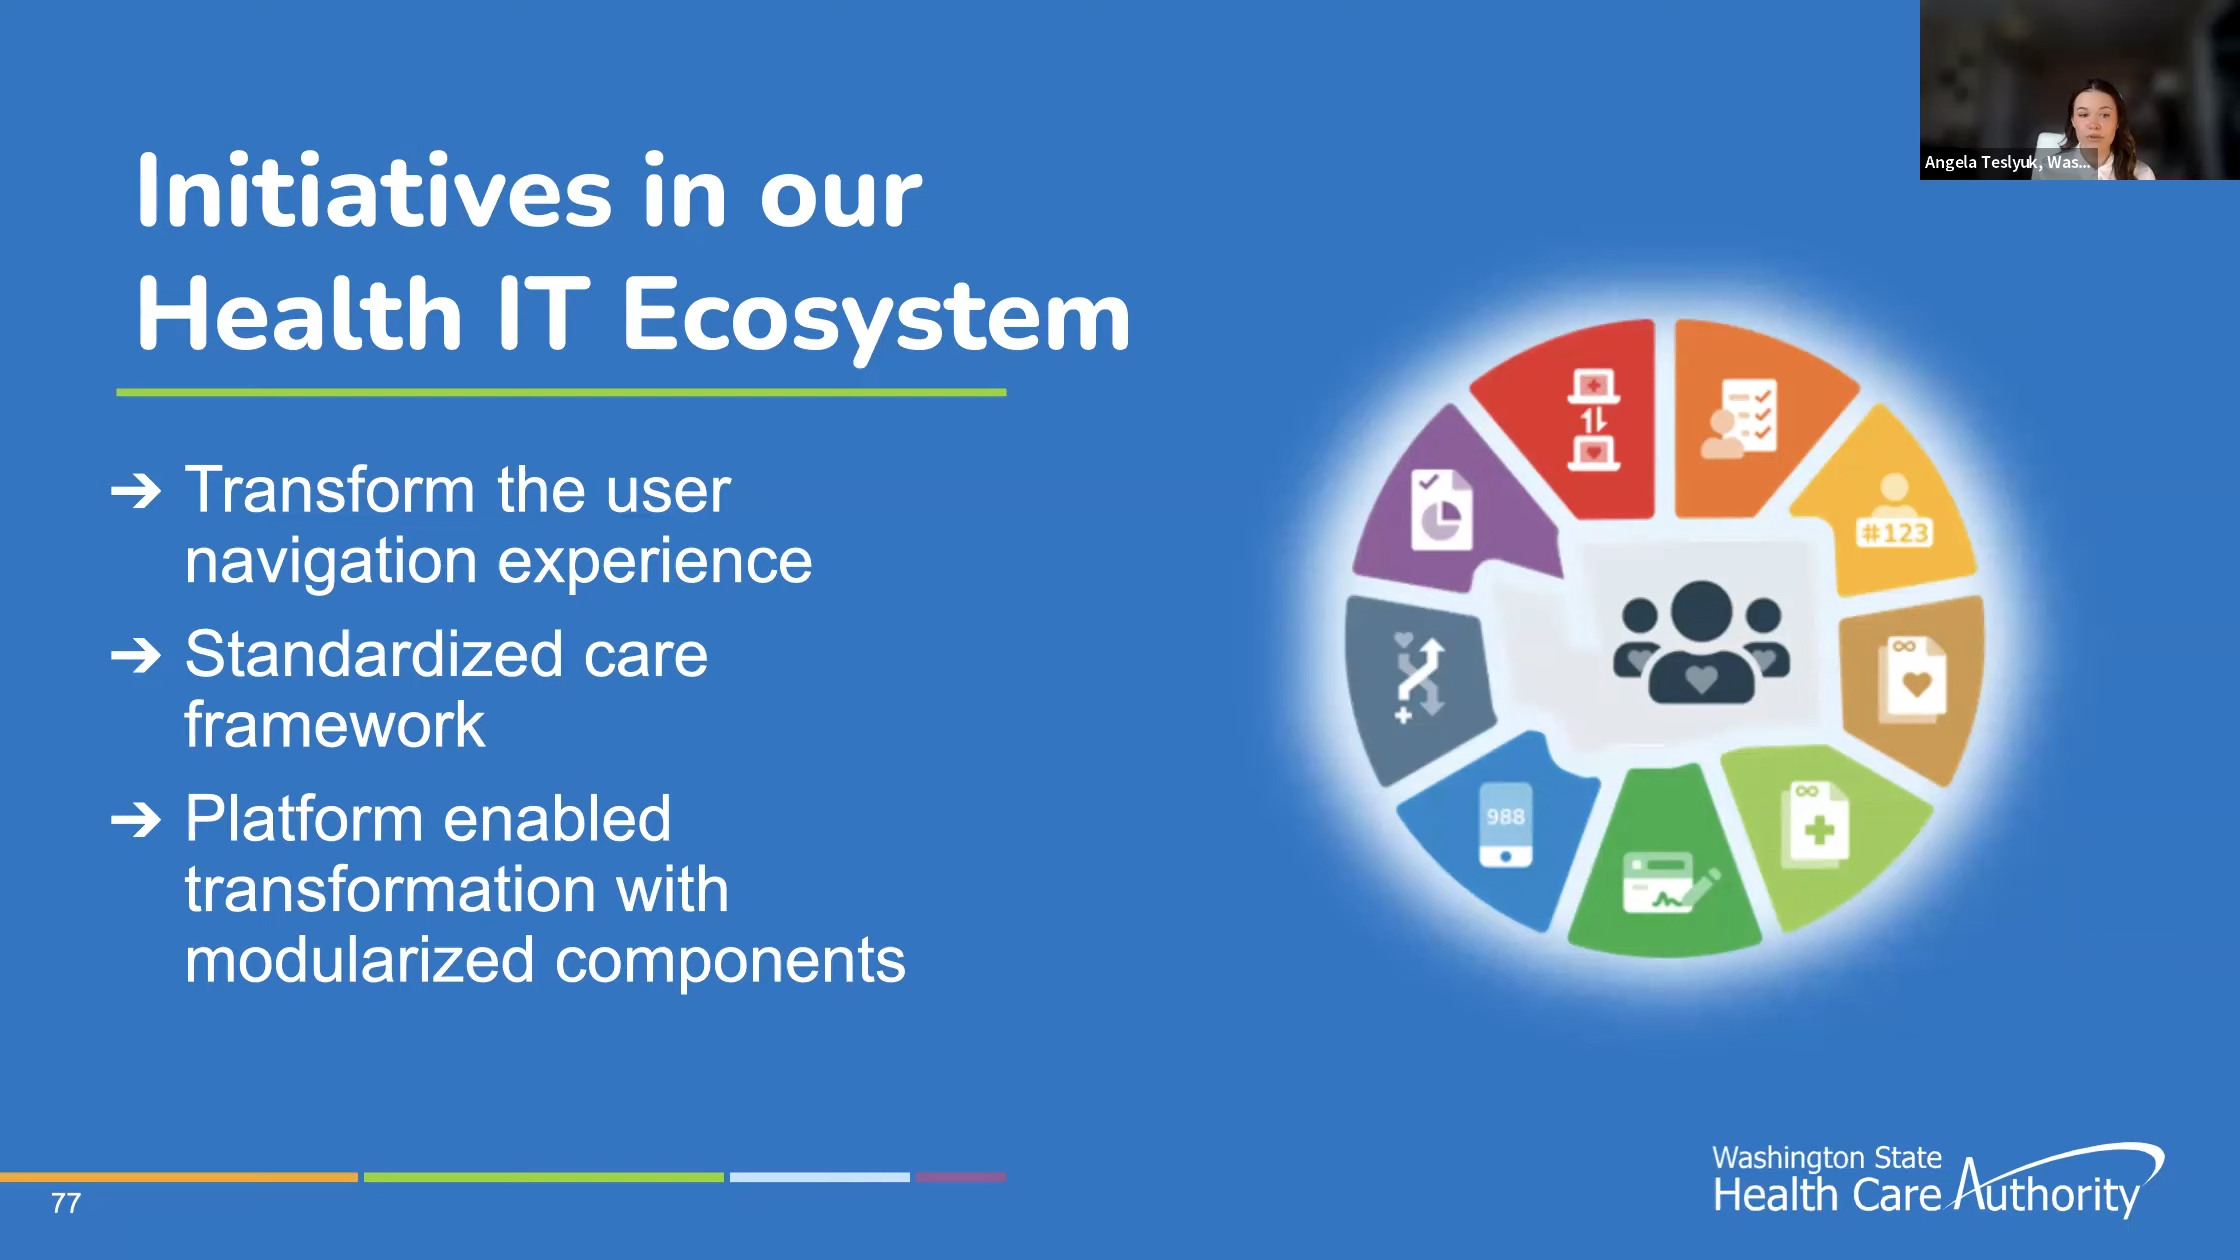 Angela Teslyuk, Was...
Initiatives in our
Health IT Ecosystem
➔ Transform the user
navigation experience
➔ Standardized care
framework
➔ Platform enabled
transformation with
modularized components
#123
988
77
Washington State
Health Care Authority